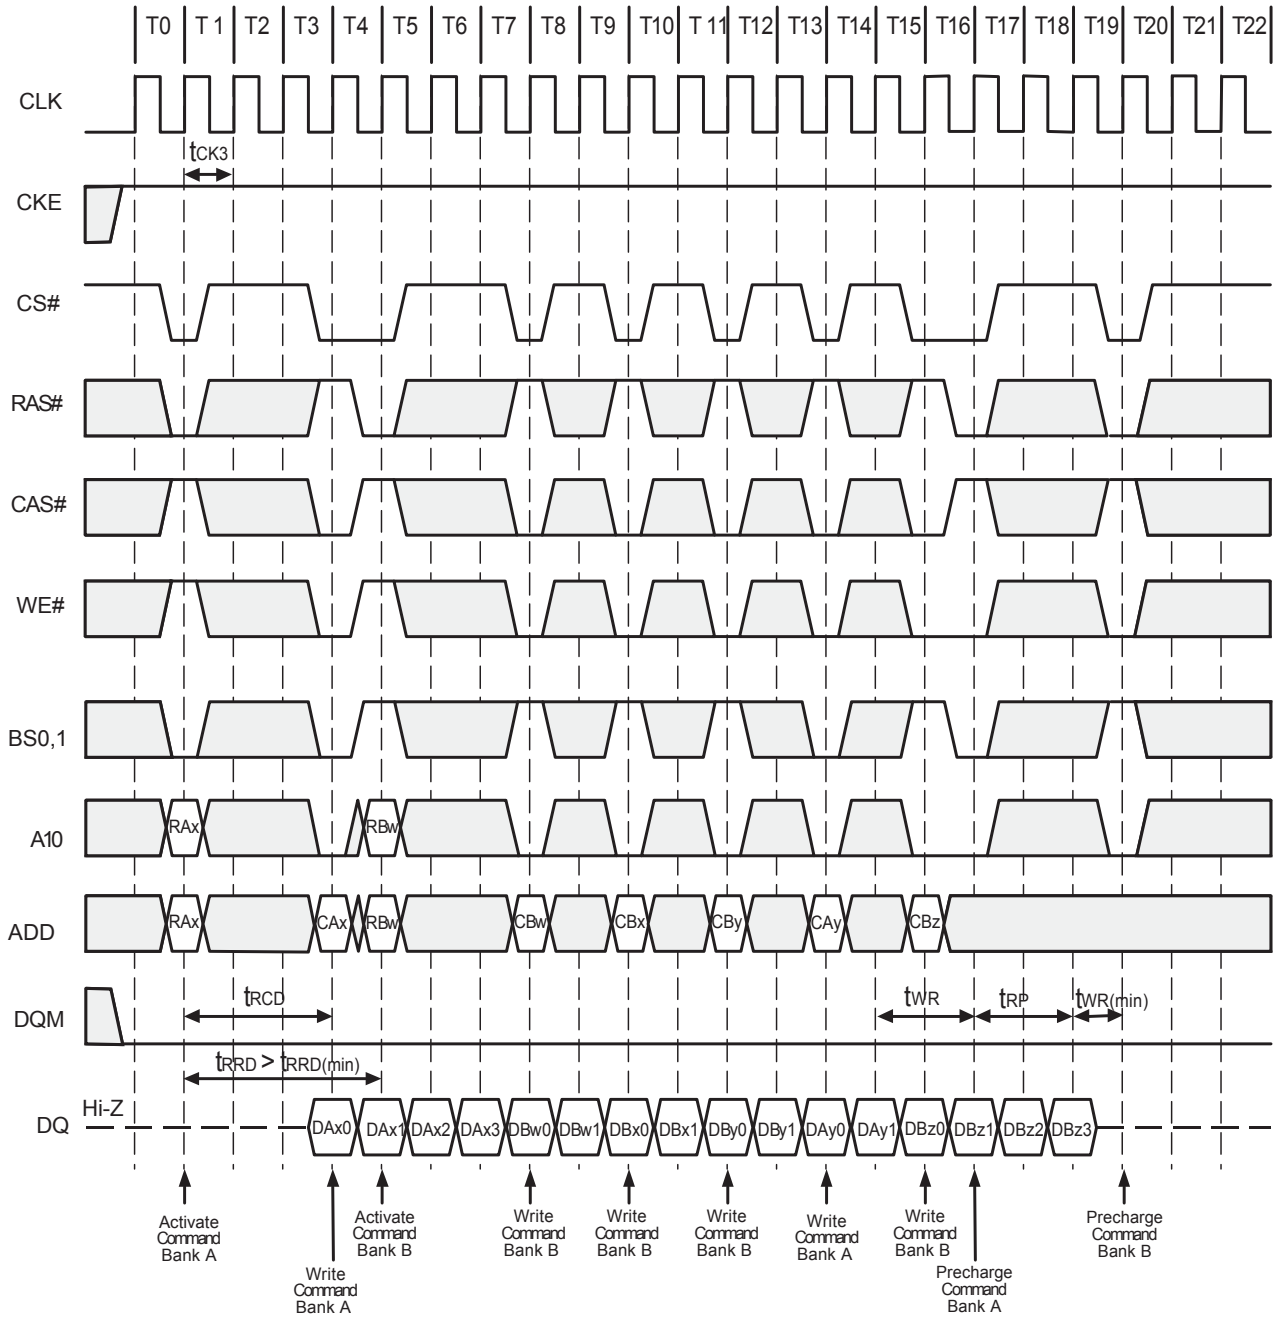 T0 T 1 T2 T3 T4 T5 T6 T7 T8 T9 T10 T 11 T12 T13 T14 T15 T16 T17 T18 T19 T20 T21 T22
CLK
tCK3
CKE
CS#
RAS#
CAS#
WE#
BS0,1
A10 RAx RBw
ADD RAx CAx RBw CBw CBx CBy CAy CBz
DQM tRCD tWR tRP tWR(min)
tRRD > tRRD(min)
Hi-Z
DQ DAx0 DAx1 DAx2 DAx3 DBw0 DBw1 DBx0 DBx1 DBy0 DBy1 DAy0 DAy1 DBz0 DBz1 DBz2 DBz3
Activate
Command
Bank A
Write
Command
Bank A
Activate
Command
Bank B
Write
Command
Bank B
Write
Command
Bank B
Write
Command
Bank B
Write
Command
Bank A
Write
Command
Bank B
Precharge
Command
Bank A
Precharge
Command
Bank B